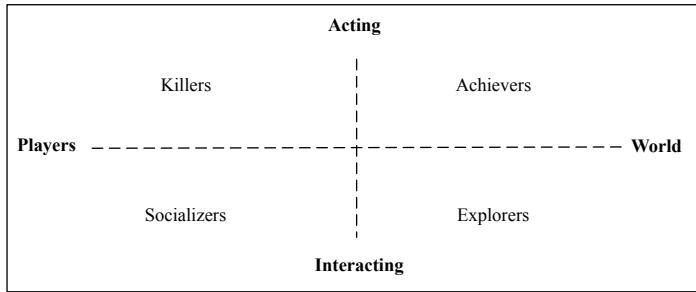 Acting
Killers Achievers
Players World
Socializers Explorers
Interacting